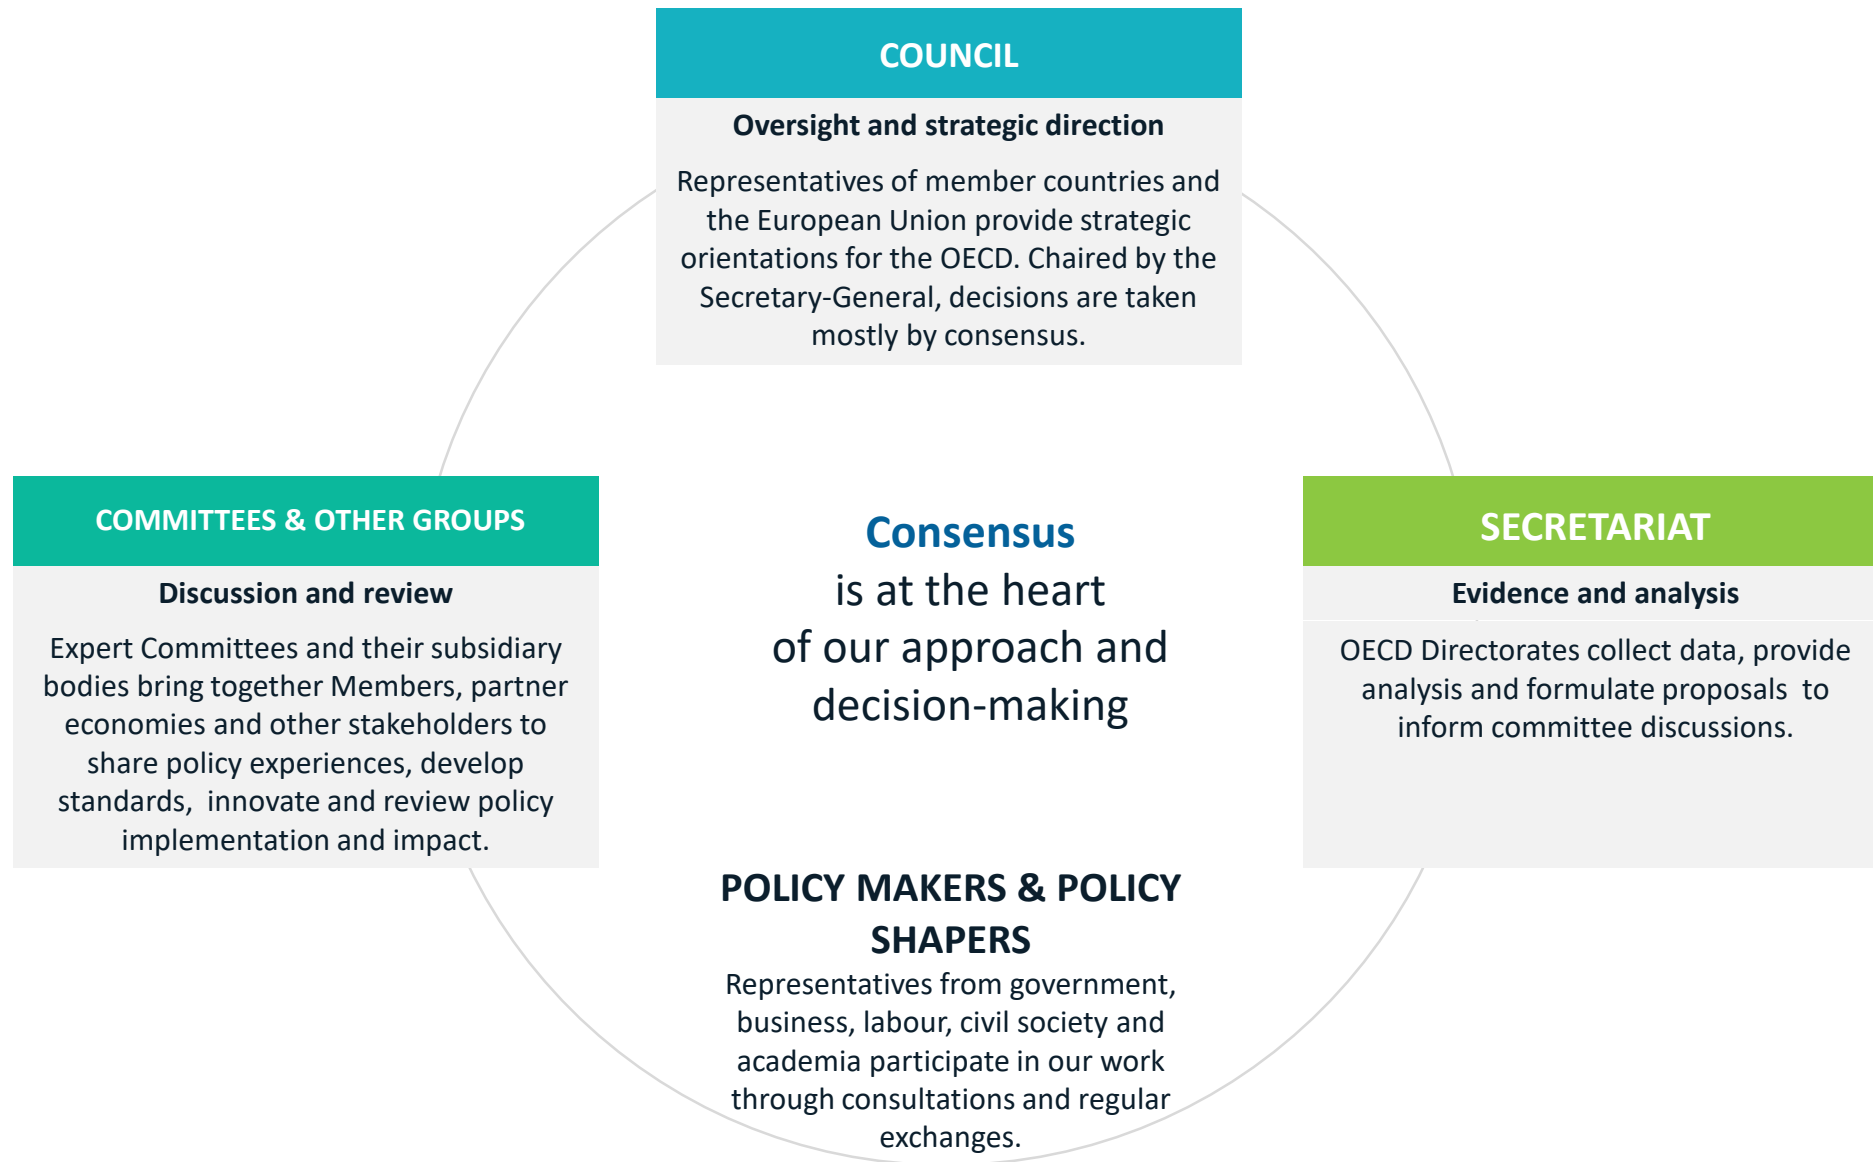 COUNCIL
Oversight and strategic direction
Representatives of member countries and
the European Union provide strategic
orientations for the OECD. Chaired by the
Secretary-General, decisions are taken
mostly by consensus.
COMMITTEES & OTHER GROUPS
Discussion and review
Expert Committees and their subsidiary
bodies bring together Members, partner
economies and other stakeholders to
share policy experiences, develop
standards,  innovate and review policy
implementation and impact.
Consensus
is at the heart
of our approach and
decision-making
SECRETARIAT
Evidence and analysis
OECD Directorates collect data, provide
analysis and formulate proposals  to
inform committee discussions.
POLICY MAKERS & POLICY
SHAPERS
Representatives from government,
business, labour, civil society and
academia participate in our work
through consultations and regular
exchanges.